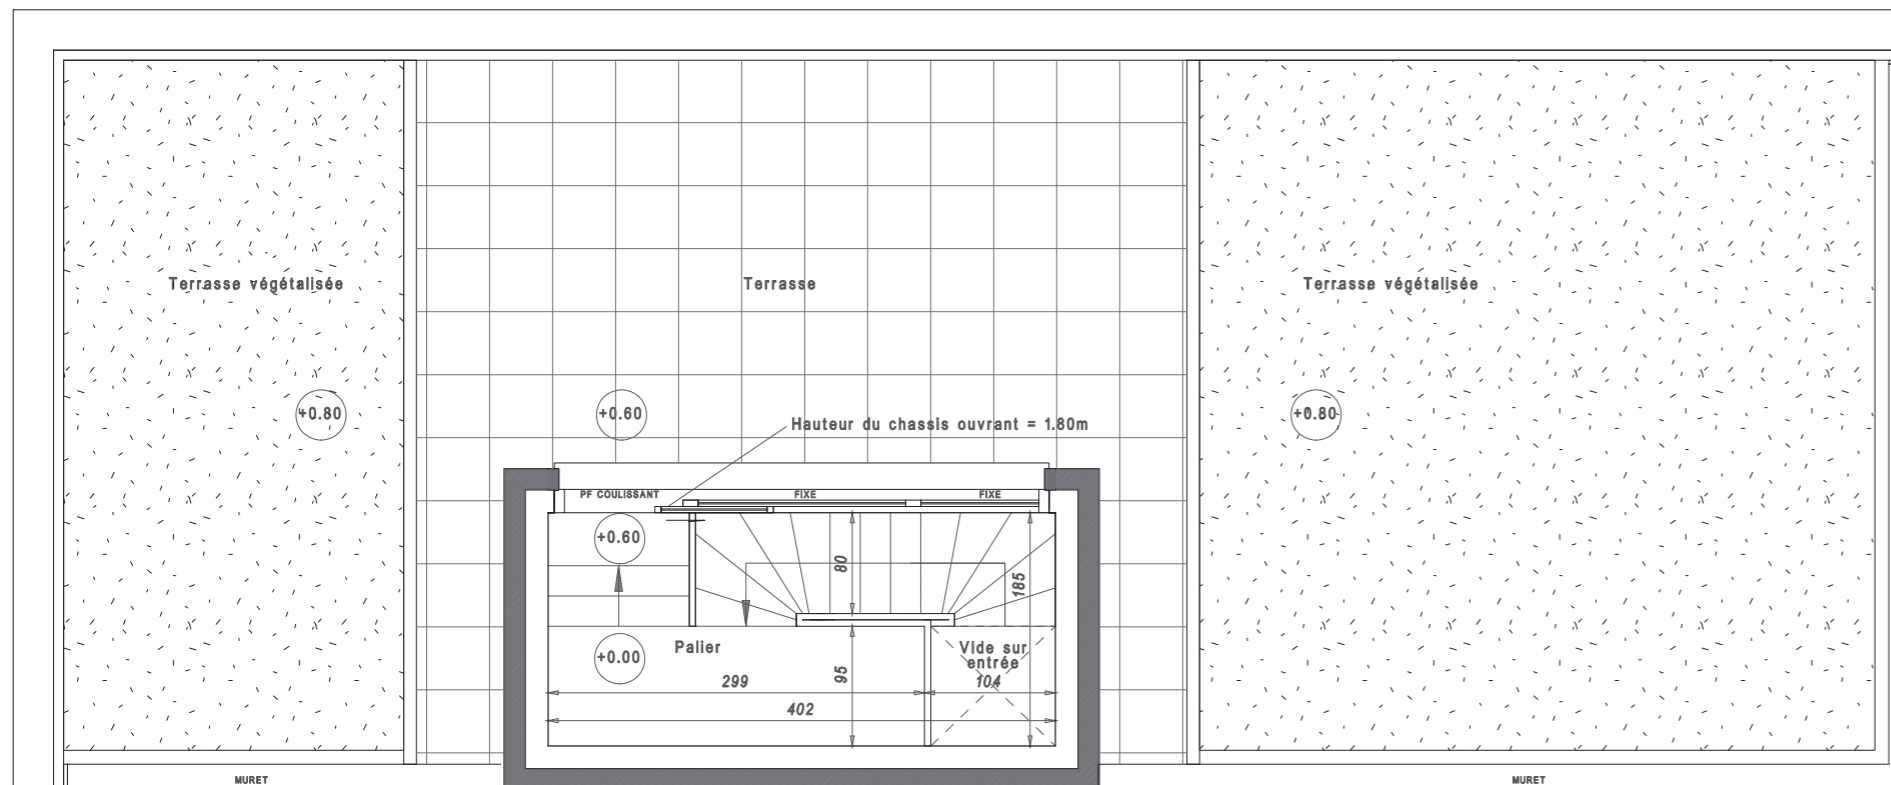 Terrasse végétalisée
Terrasse
Terrasse végétalisée
+0.80
+0.60
+0.80
Hauteur du chassis ouvrant = 1.80m
PF COULISSANT
FIXE
FIXE
+0.60
80
185
Palier
Vide sur
entrée
+0.00
95
299
104
402
MURET
MURET